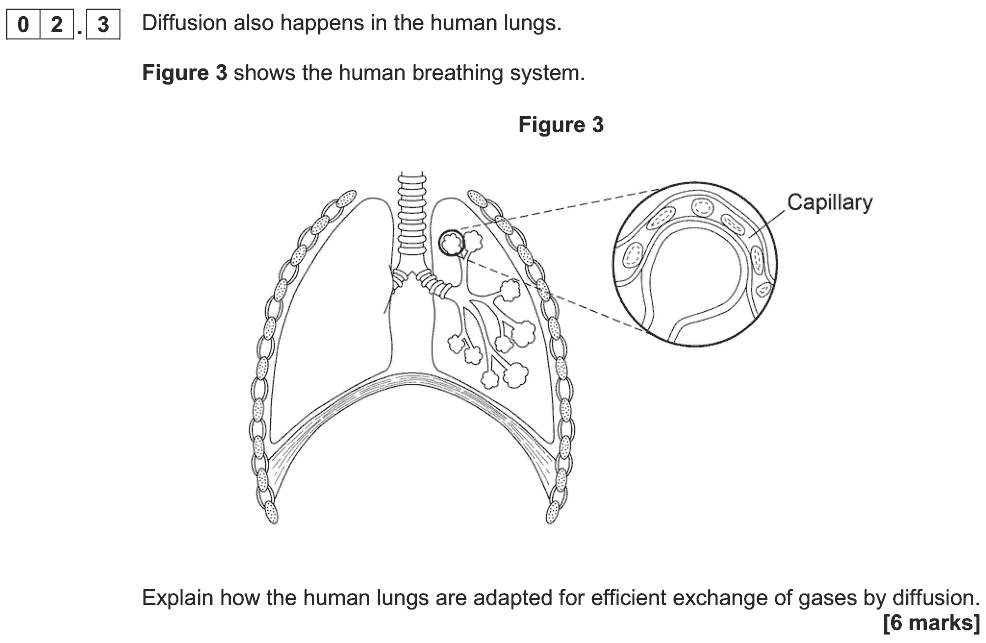 0 2 . 3 Diffusion also happens in the human lungs.
Figure 3 shows the human breathing system.
Figure 3
Capillary
Explain how the human lungs are adapted for efficient exchange of gases by diffusion.
[6 marks]